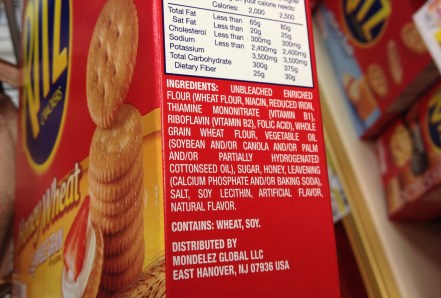 on your calorie needs:
Calories: 2,000 2,500
Total Fat Less than 65g 80g
Sat Fat Less than 20g 25g
Cholesterol Less than 300mg 300mg
Sodium Less than 2,400mg 2,400mg
Potassium 3,500mg 3,500mg
Total Carbohydrate 300g 375g
Dietary Fiber 25g 30g
INGREDIENTS: UNBLEACHED ENRICHED
FLOUR (WHEAT FLOUR, NIACIN, REDUCED IRON,
THIAMINE MONONITRATE (VITAMIN B1),
RIBOFLAVIN (VITAMIN B2), FOLIC ACID), WHOLE
GRAIN WHEAT FLOUR, VEGETABLE OIL
(SOYBEAN AND/OR CANOLA AND/OR PALM
AND/OR PARTIALLY HYDROGENATED
COTTONSEED OIL), SUGAR, HONEY, LEAVENING
(CALCIUM PHOSPHATE AND/OR BAKING SODA),
SALT, SOY LECITHIN, ARTIFICIAL FLAVOR,
NATURAL FLAVOR.
CONTAINS: WHEAT, SOY.
DISTRIBUTED BY
MONDELEZ GLOBAL LLC
EAST HANOVER, NJ 07936 USA
TZ
CRACKERS
Honey Wheat